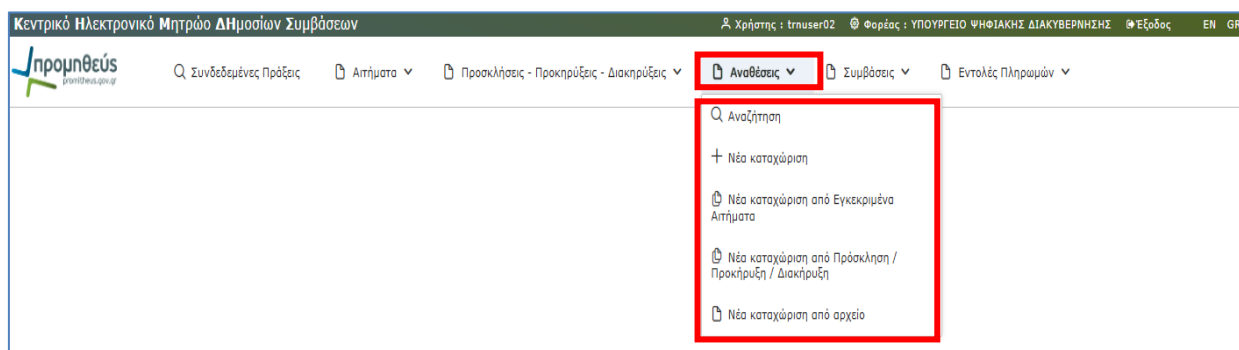 Κεντρικό Ηλεκτρονικό Μητρώο ΔΗμοσίων Συμβάσεων
Χρήστης : trnuser02 Φορέας : ΥΠΟΥΡΓΕΙΟ ΨΗΦΙΑΚΗΣ ΔΙΑΚΥΒΕΡΝΗΣΗΣ Έξοδος EN GR
προμηθεύς
promitheus.gov.gr
Συνδεδεμένες Πράξεις Αιτήματα Προσκλήσεις - Προκηρύξεις - Διακηρύξεις Αναθέσεις Συμβάσεις Εντολές Πληρωμών
Αναζήτηση
Νέα καταχώριση
Νέα καταχώριση από Εγκεκριμένα
Αιτήματα
Νέα καταχώριση από Πρόσκληση /
Προκήρυξη / Διακήρυξη
Νέα καταχώριση από αρχείο